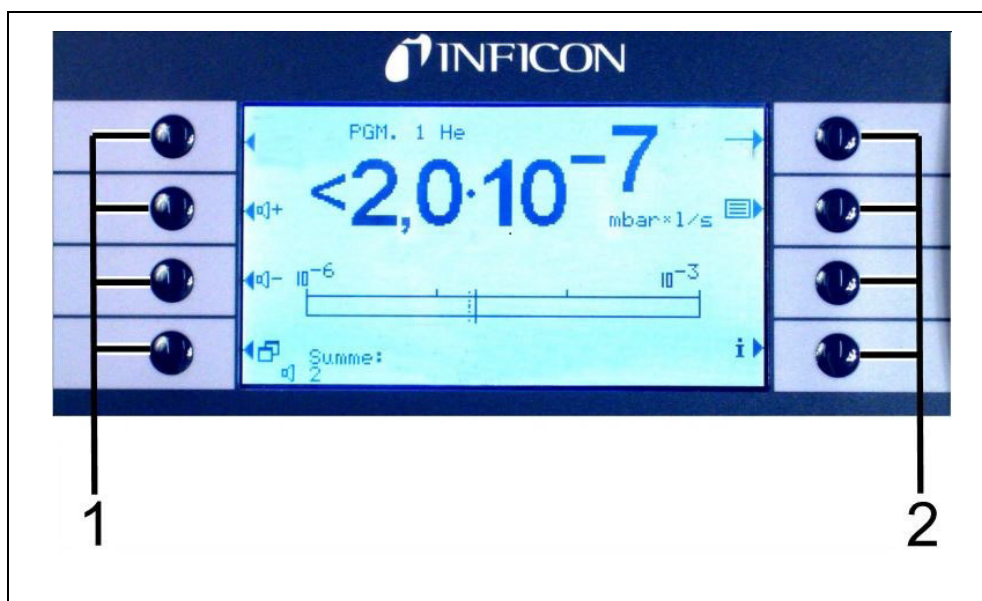 INFICON
PGM. 1 He
<2,0·10⁻⁷
mbar×l/s
+
-
10⁻⁶ 10⁻³
Summe: i
2
1 2